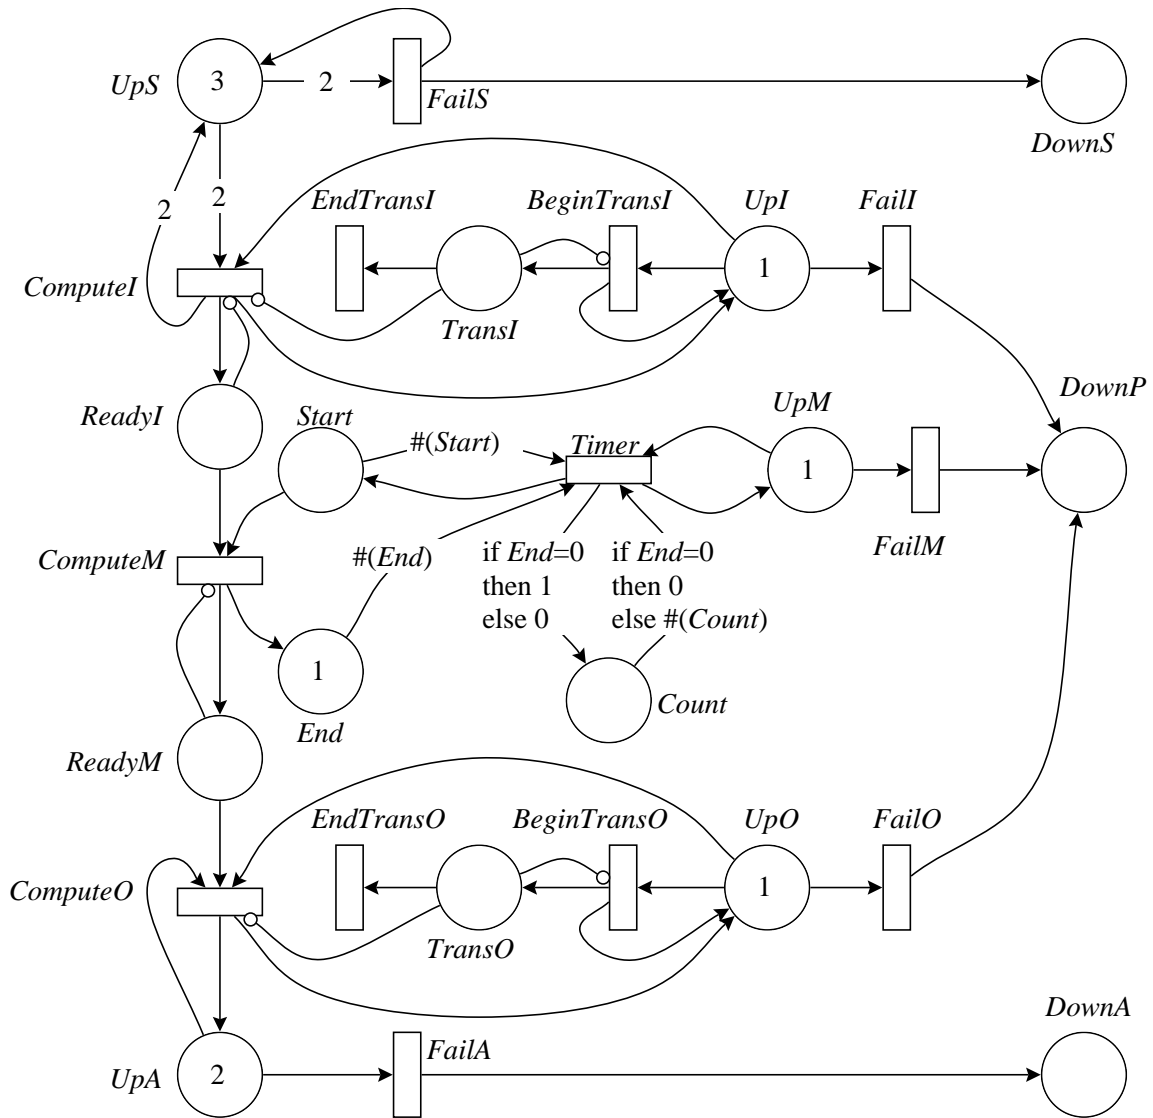 UpS
3
2
FailS
DownS
2
2
EndTransI
BeginTransI
UpI
FailI
ComputeI
1
TransI
DownP
ReadyI
Start
#(Start)
Timer
UpM
1
FailM
ComputeM
#(End)
if End=0
then 1
else 0
if End=0
then 0
else #(Count)
1
End
Count
ReadyM
EndTransO
BeginTransO
UpO
FailO
ComputeO
1
TransO
DownA
UpA
2
FailA